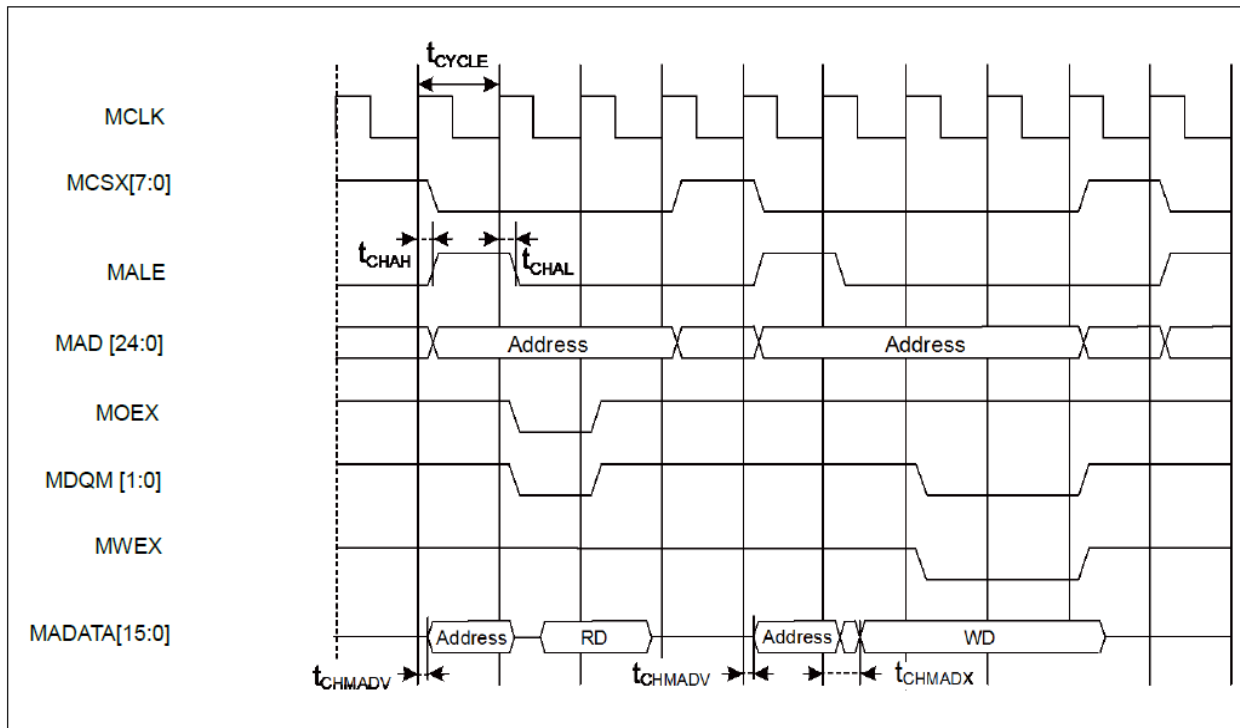 tCYCLE
MCLK
MCSX[7:0]
tCHAH
tCHAL
MALE
MAD [24:0]
Address
Address
MOEX
MDQM [1:0]
MWEX
MADATA[15:0]
Address
RD
Address
WD
tCHMADV
tCHMADV
tCHMADX